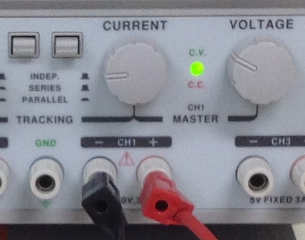 CURRENT
VOLTAGE
C.V.
C.C.
INDEP.
SERIES
PARALLEL
CH1
TRACKING
MASTER
GND
− CH1 +
− CH3
5V FIXED 3A